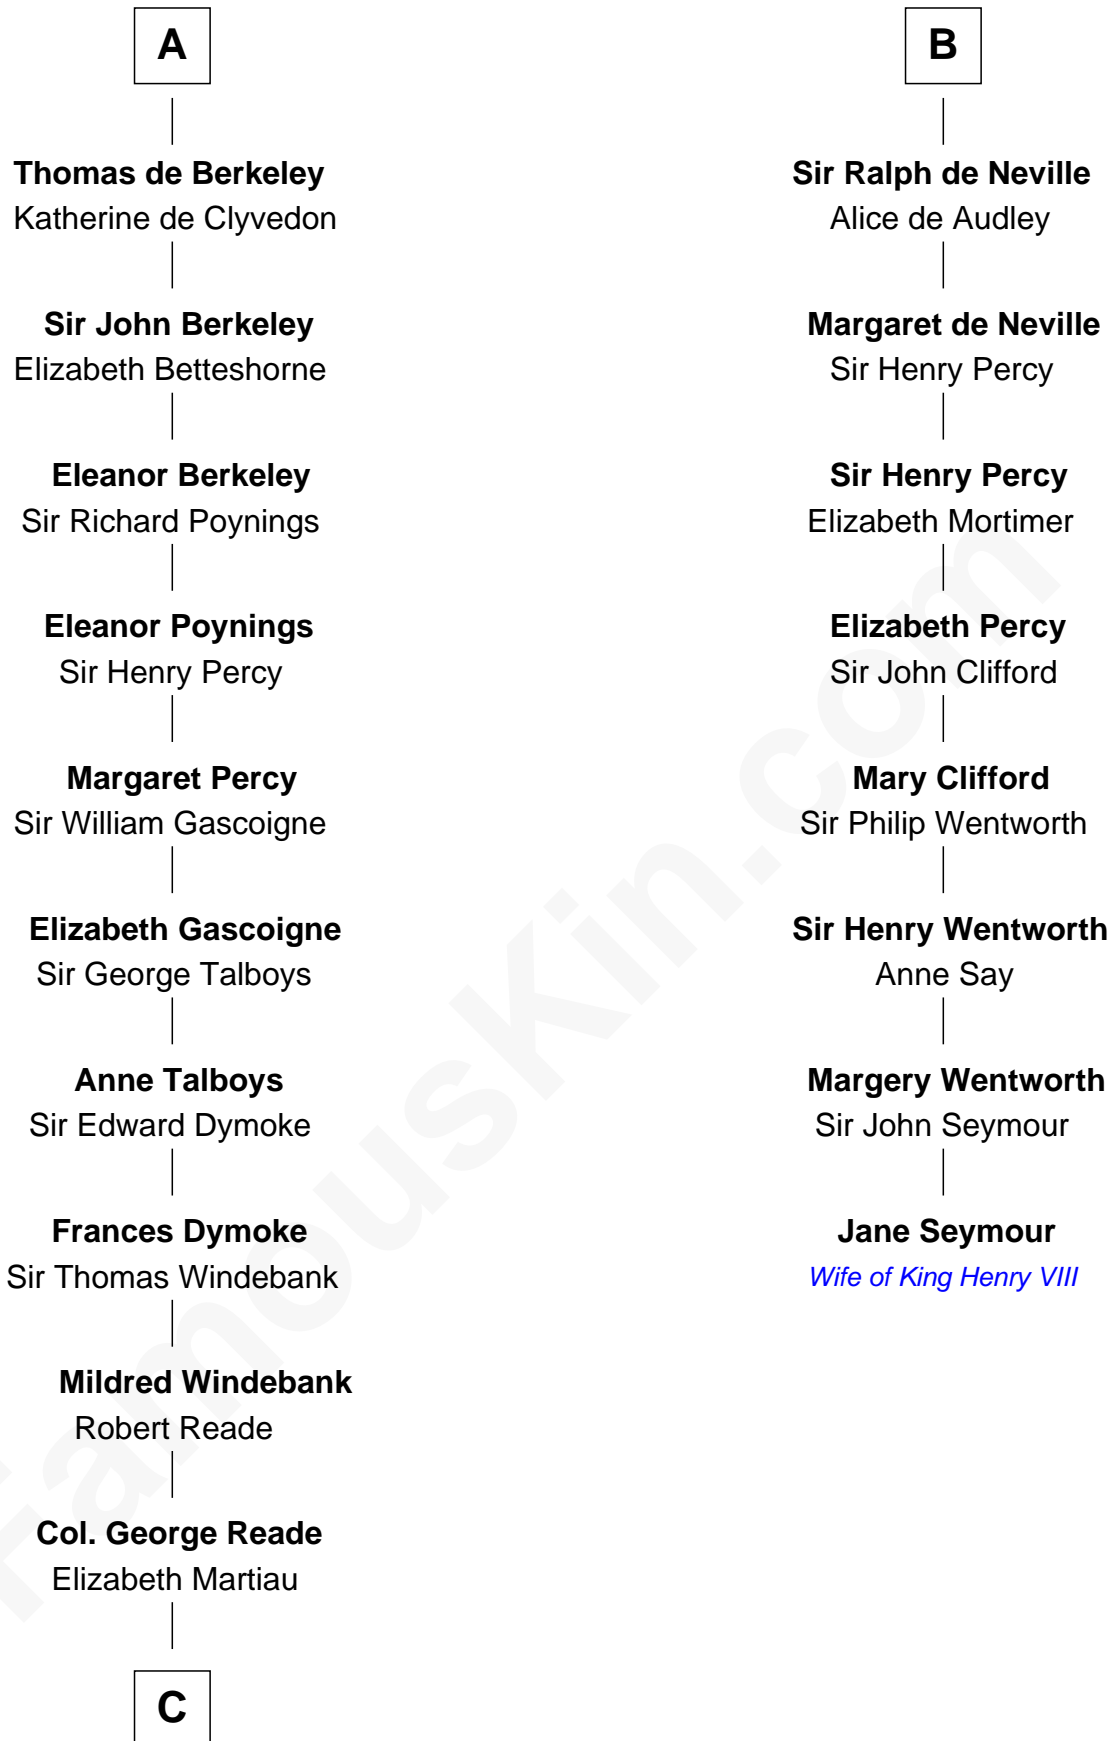 A
Thomas de Berkeley
Katherine de Clyvedon
Sir John Berkeley
Elizabeth Betteshorne
Eleanor Berkeley
Sir Richard Poynings
Eleanor Poynings
Sir Henry Percy
Margaret Percy
Sir William Gascoigne
Elizabeth Gascoigne
Sir George Talboys
Anne Talboys
Sir Edward Dymoke
Frances Dymoke
Sir Thomas Windebank
Mildred Windebank
Robert Reade
Col. George Reade
Elizabeth Martiau
C
B
Sir Ralph de Neville
Alice de Audley
Margaret de Neville
Sir Henry Percy
Sir Henry Percy
Elizabeth Mortimer
Elizabeth Percy
Sir John Clifford
Mary Clifford
Sir Philip Wentworth
Sir Henry Wentworth
Anne Say
Margery Wentworth
Sir John Seymour
Jane Seymour
Wife of King Henry VIII
FamousKin.com